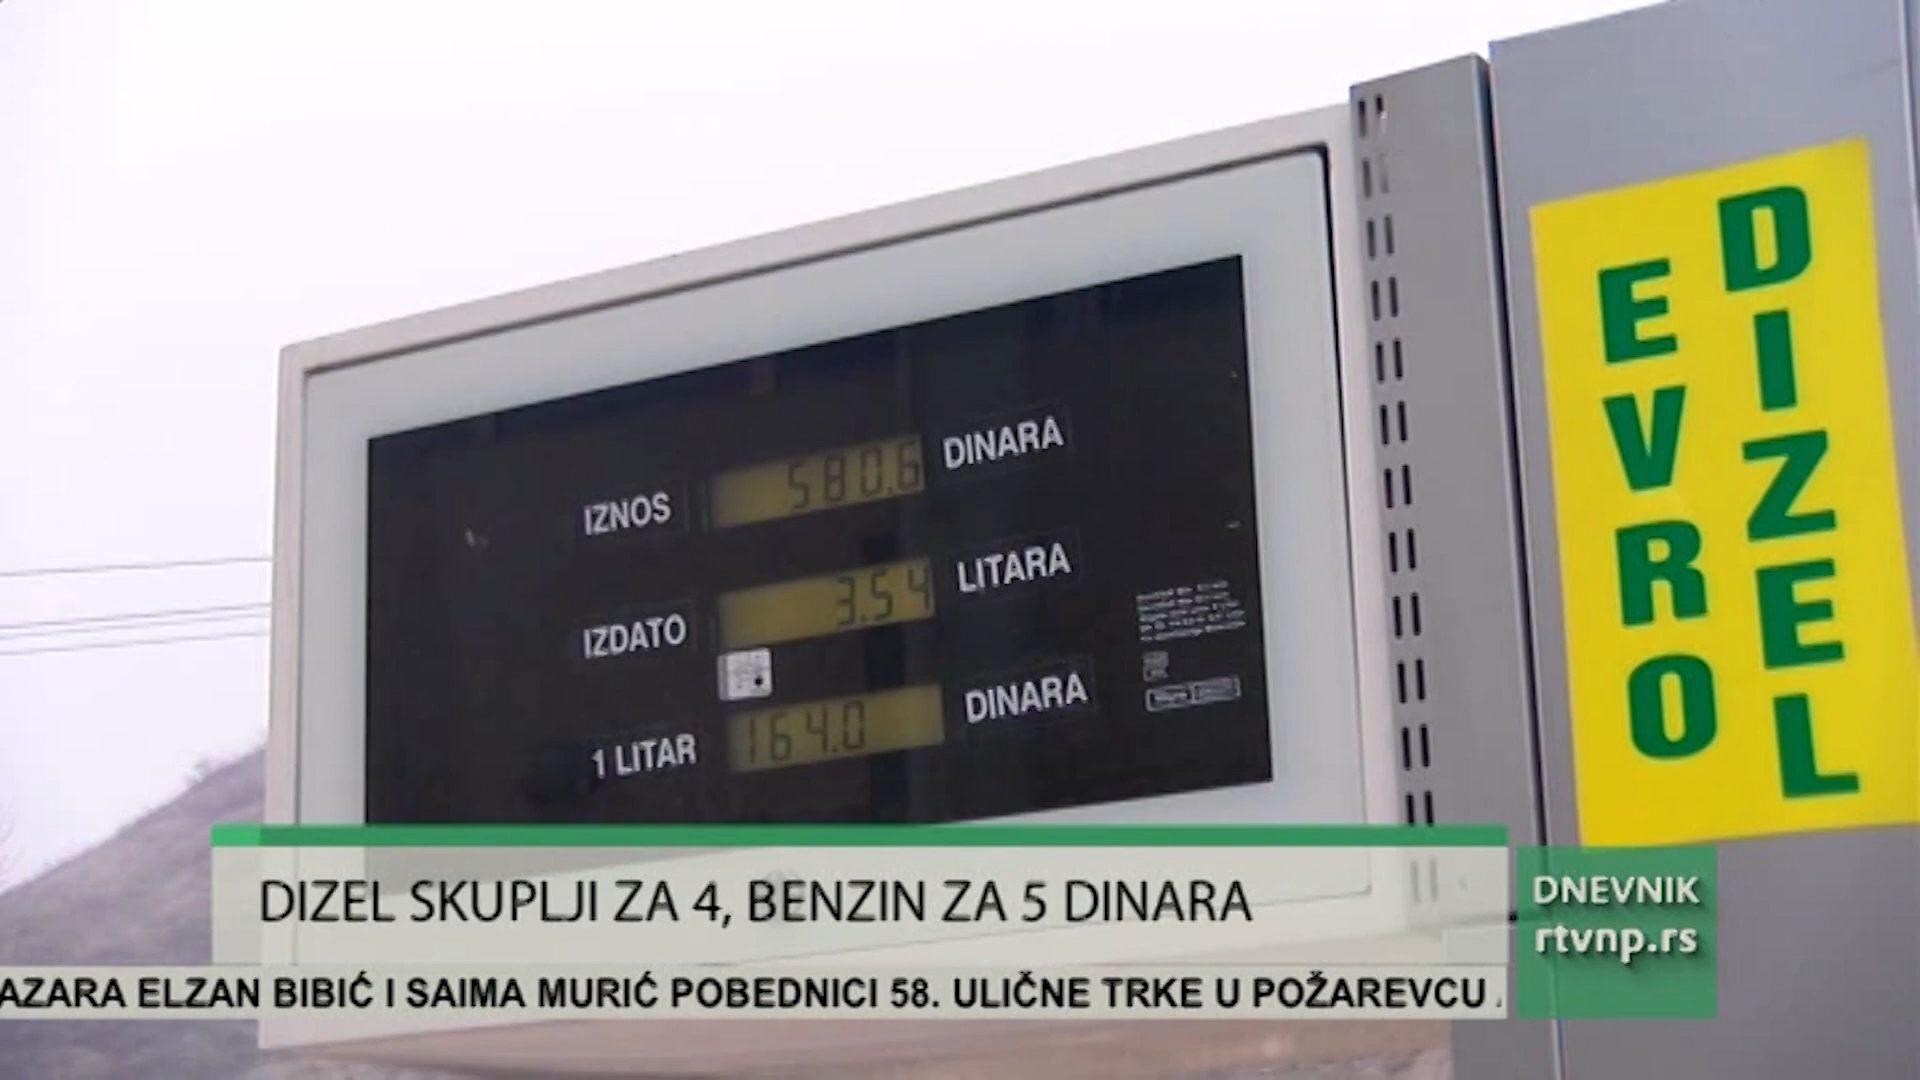 IZNOS 580.6 DINARA
IZDATO 3.54 LITARA
1 LITAR 164.0 DINARA
EVRO
DIZEL
DIZEL SKUPLJI ZA 4, BENZIN ZA 5 DINARA
DNEVNIK
rtvnp.rs
AZARA ELZAN BIBIĆ I SAIMA MURIĆ POBEDNICI 58. ULIČNE TRKE U POŽAREVCU